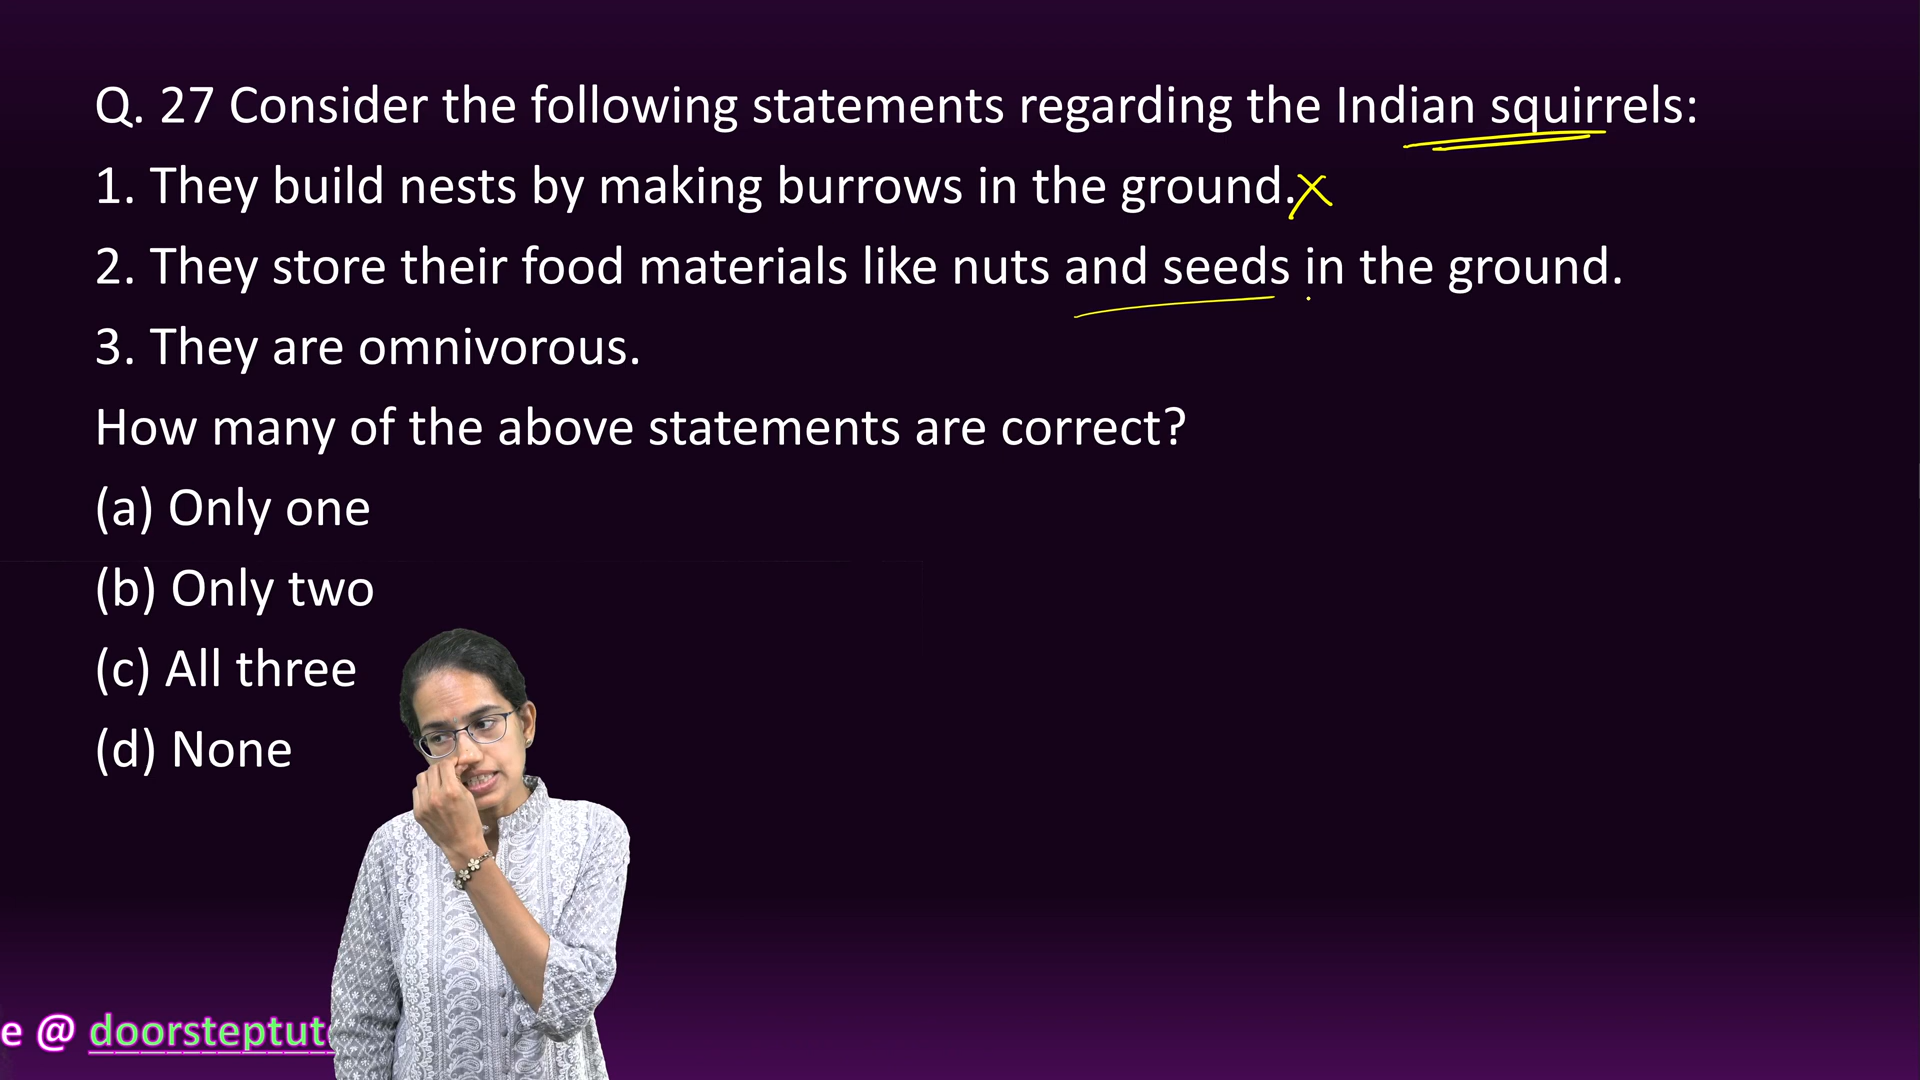 Q. 27 Consider the following statements regarding the Indian squirrels:
1. They build nests by making burrows in the ground.
2. They store their food materials like nuts and seeds in the ground.
3. They are omnivorous.
How many of the above statements are correct?
(a) Only one
(b) Only two
(c) All three
(d) None
e @ doorsteptut